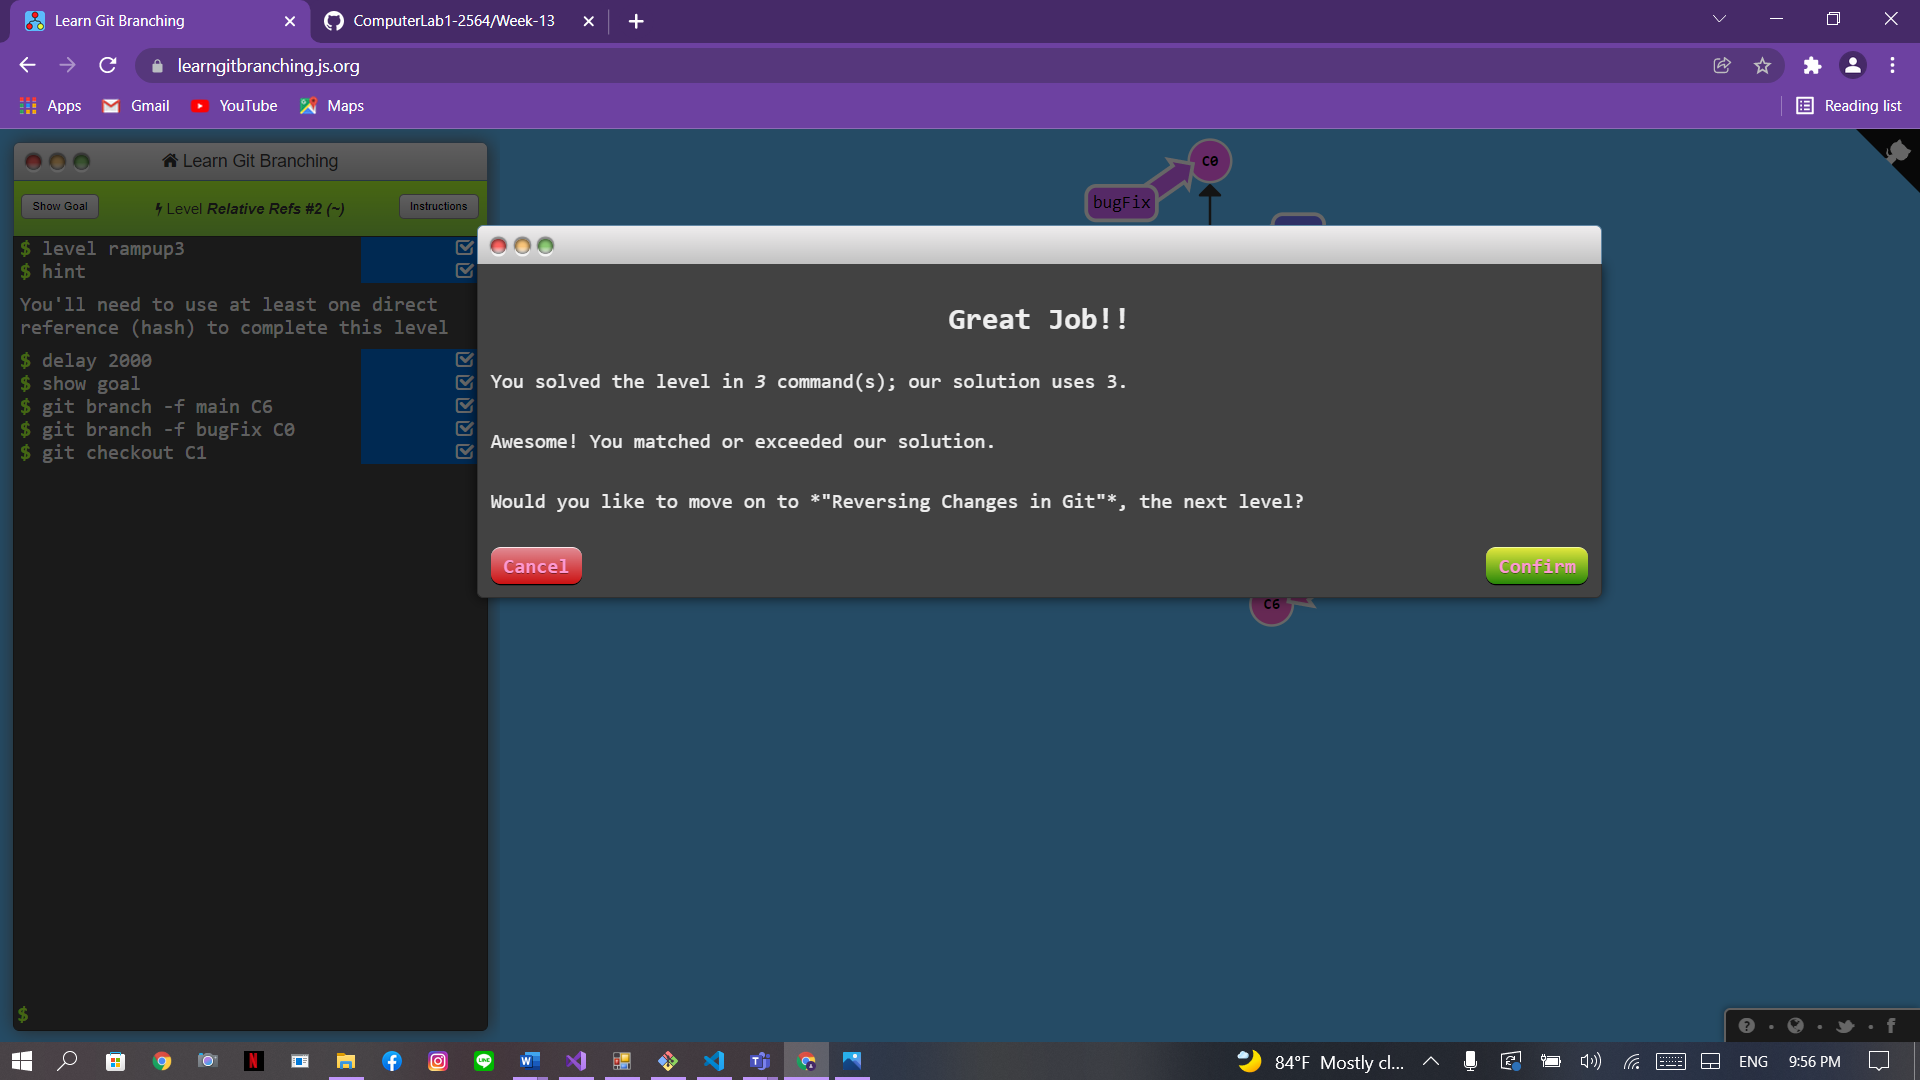 Learn Git Branching
ComputerLab1-2564/Week-13
learngitbranching.js.org
Apps
Gmail
YouTube
Maps
Reading list
Learn Git Branching
Show Goal
Level Relative Refs #2 (~)
Instructions
$ level rampup3
$ hint
You'll need to use at least one direct
reference (hash) to complete this level
$ delay 2000
$ show goal
$ git branch -f main C6
$ git branch -f bugFix C0
$ git checkout C1
$
C0
bugFix
Great Job!!
You solved the level in 3 command(s); our solution uses 3.
Awesome! You matched or exceeded our solution.
Would you like to move on to *"Reversing Changes in Git"*, the next level?
Cancel
Confirm
C6
84°F Mostly cl...
ENG
9:56 PM